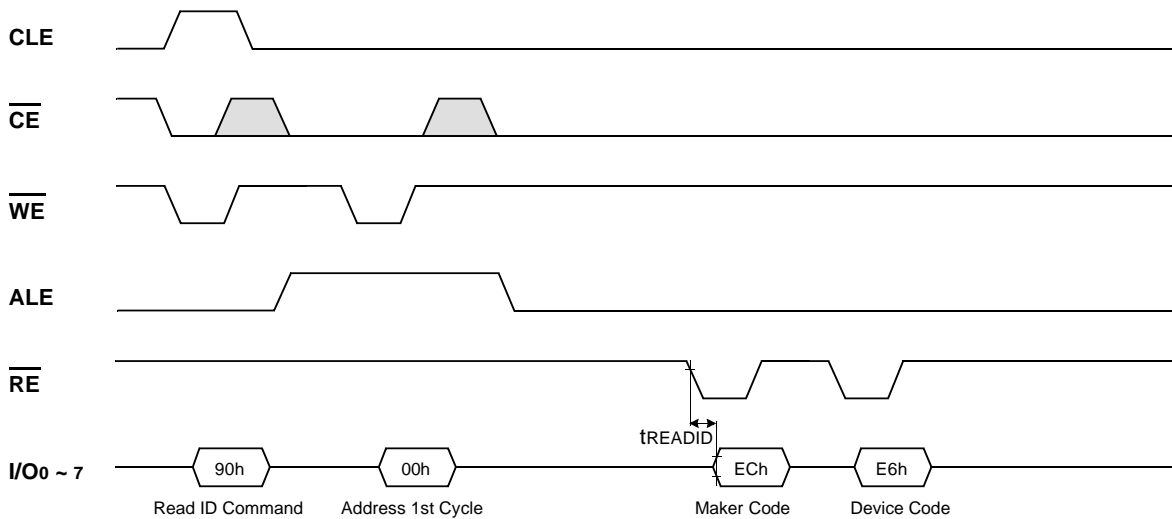 CLE
CE
WE
ALE
RE
tREADID
I/O0 ~ 7
90h
00h
ECh
E6h
Read ID Command
Address 1st Cycle
Maker Code
Device Code